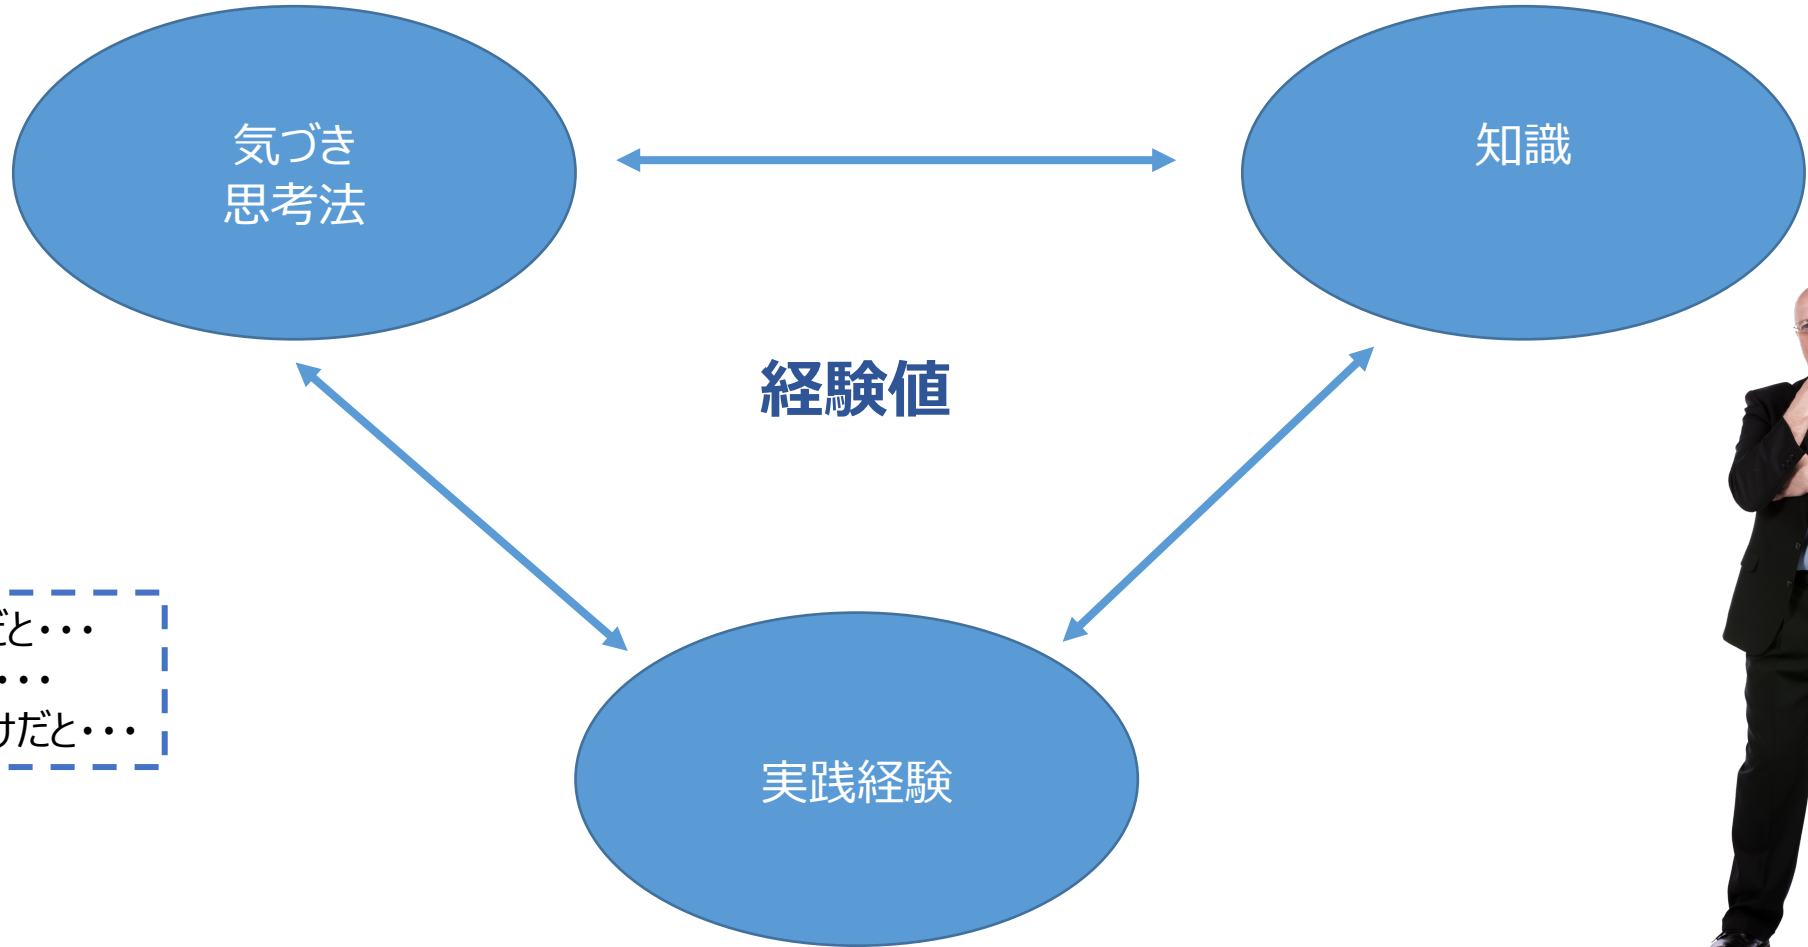 気づき
思考法
知識
経験値
だと・・・
・・・
けだと・・・
実践経験